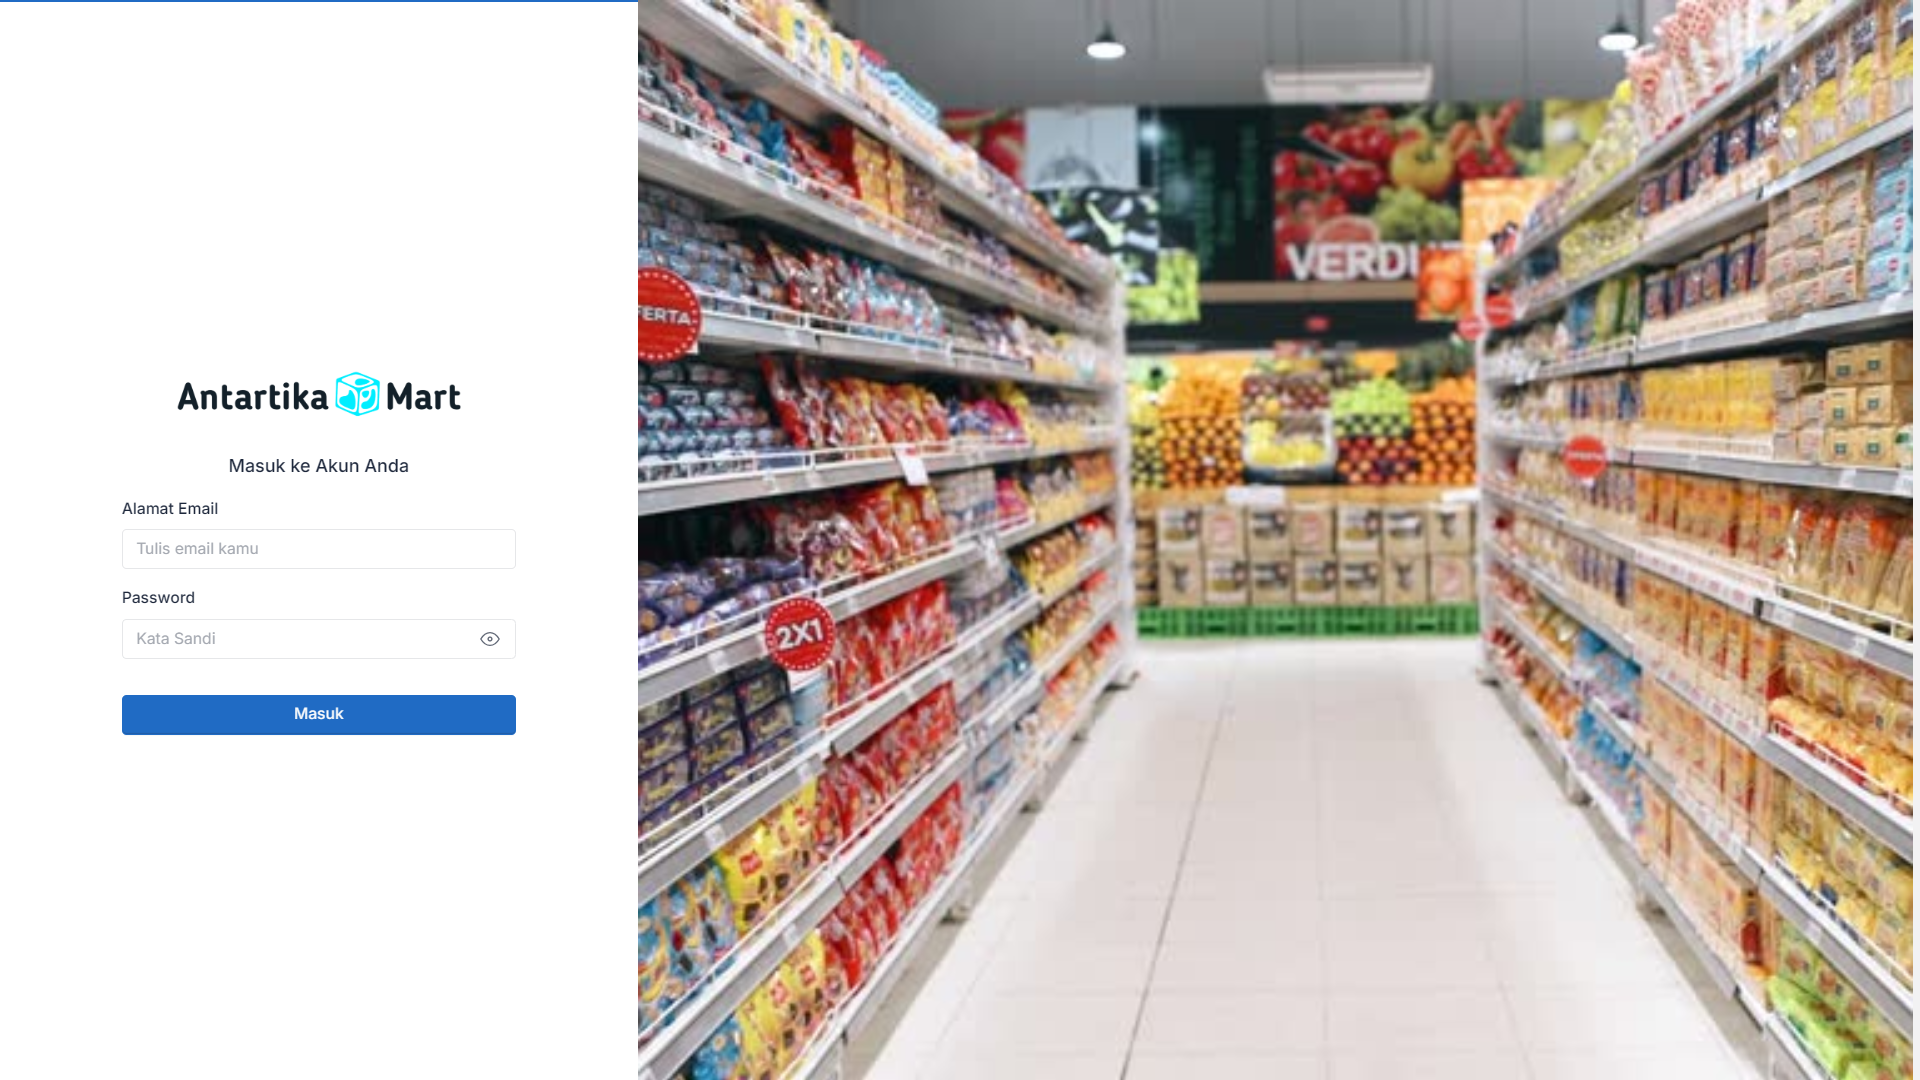 Antartika Mart
Masuk ke Akun Anda
Alamat Email
Tulis email kamu
Password
Kata Sandi
Masuk
FERTA
2X1
VERDU